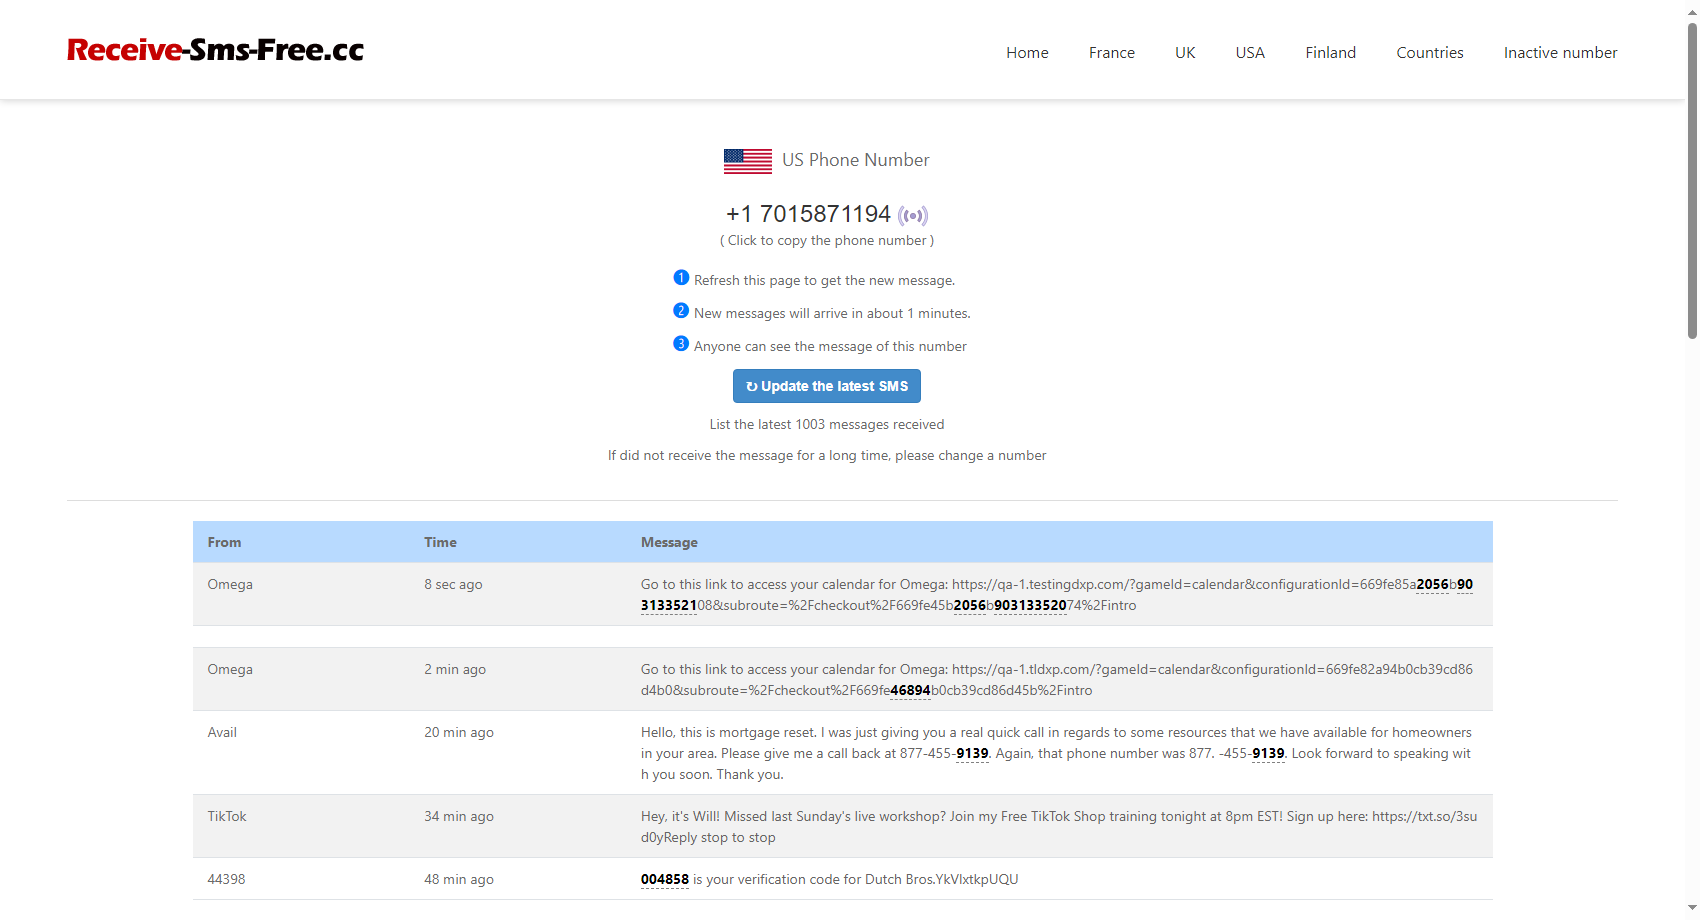 Receive-Sms-Free.cc
Home France UK USA Finland Countries Inactive number
US Phone Number
+1 7015871194
( Click to copy the phone number )
1 Refresh this page to get the new message.
2 New messages will arrive in about 1 minutes.
3 Anyone can see the message of this number
↻ Update the latest SMS
List the latest 1003 messages received
If did not receive the message for a long time, please change a number
From Time Message
Omega 8 sec ago Go to this link to access your calendar for Omega: https://qa-1.testingdxp.com/?gameId=calendar&configurationId=669fe85a2056b90
313352108&subroute=%2Fcheckout%2F669fe45b2056b90313352074%2Fintro
Omega 2 min ago Go to this link to access your calendar for Omega: https://qa-1.tldxp.com/?gameId=calendar&configurationId=669fe82a94b0cb39cd86
d4b0&subroute=%2Fcheckout%2F669fe46894b0cb39cd86d45b%2Fintro
Avail 20 min ago Hello, this is mortgage reset. I was just giving you a real quick call in regards to some resources that we have available for homeowners
in your area. Please give me a call back at 877-455-9139. Again, that phone number was 877. -455-9139. Look forward to speaking wit
h you soon. Thank you.
TikTok 34 min ago Hey, it's Will! Missed last Sunday's live workshop? Join my Free TikTok Shop training tonight at 8pm EST! Sign up here: https://txt.so/3su
d0yReply stop to stop
44398 48 min ago 004858 is your verification code for Dutch Bros.YkVlxtkpUQU